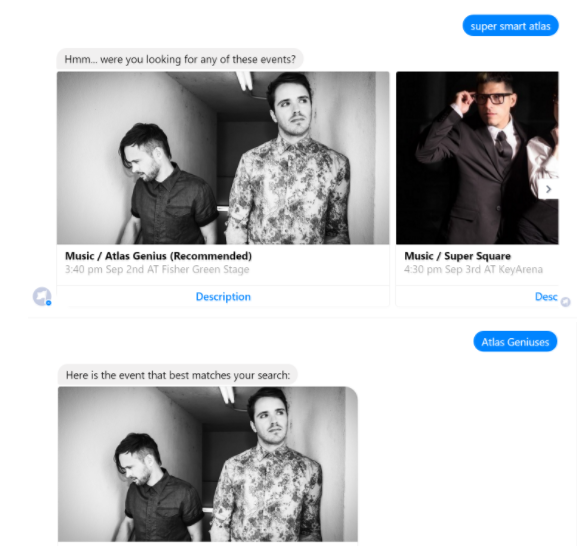 super smart atlas
Hmm... were you looking for any of these events?
Music / Atlas Genius (Recommended)
3:40 pm Sep 2nd AT Fisher Green Stage
Description
Music / Super Square
4:30 pm Sep 3rd AT KeyArena
Desc
Atlas Geniuses
Here is the event that best matches your search: